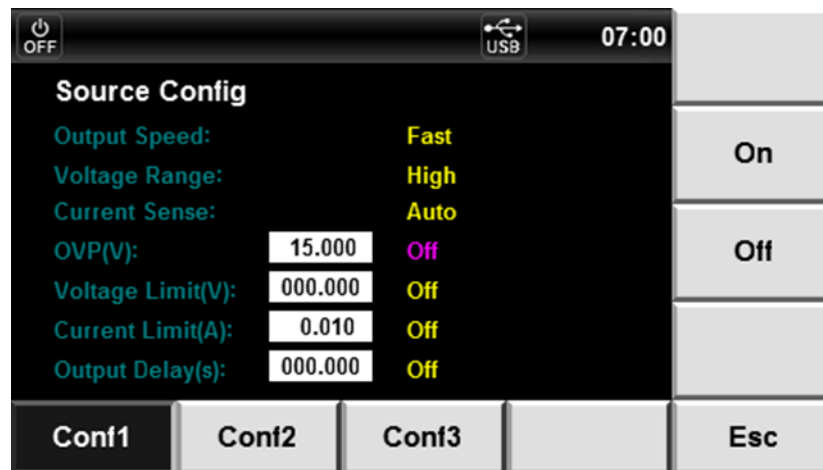 OFF USB 07:00
Source Config
Output Speed: Fast
Voltage Range: High
Current Sense: Auto
OVP(V): 15.000 Off
Voltage Limit(V): 000.000 Off
Current Limit(A): 0.010 Off
Output Delay(s): 000.000 Off
On
Off
Conf1 Conf2 Conf3 Esc